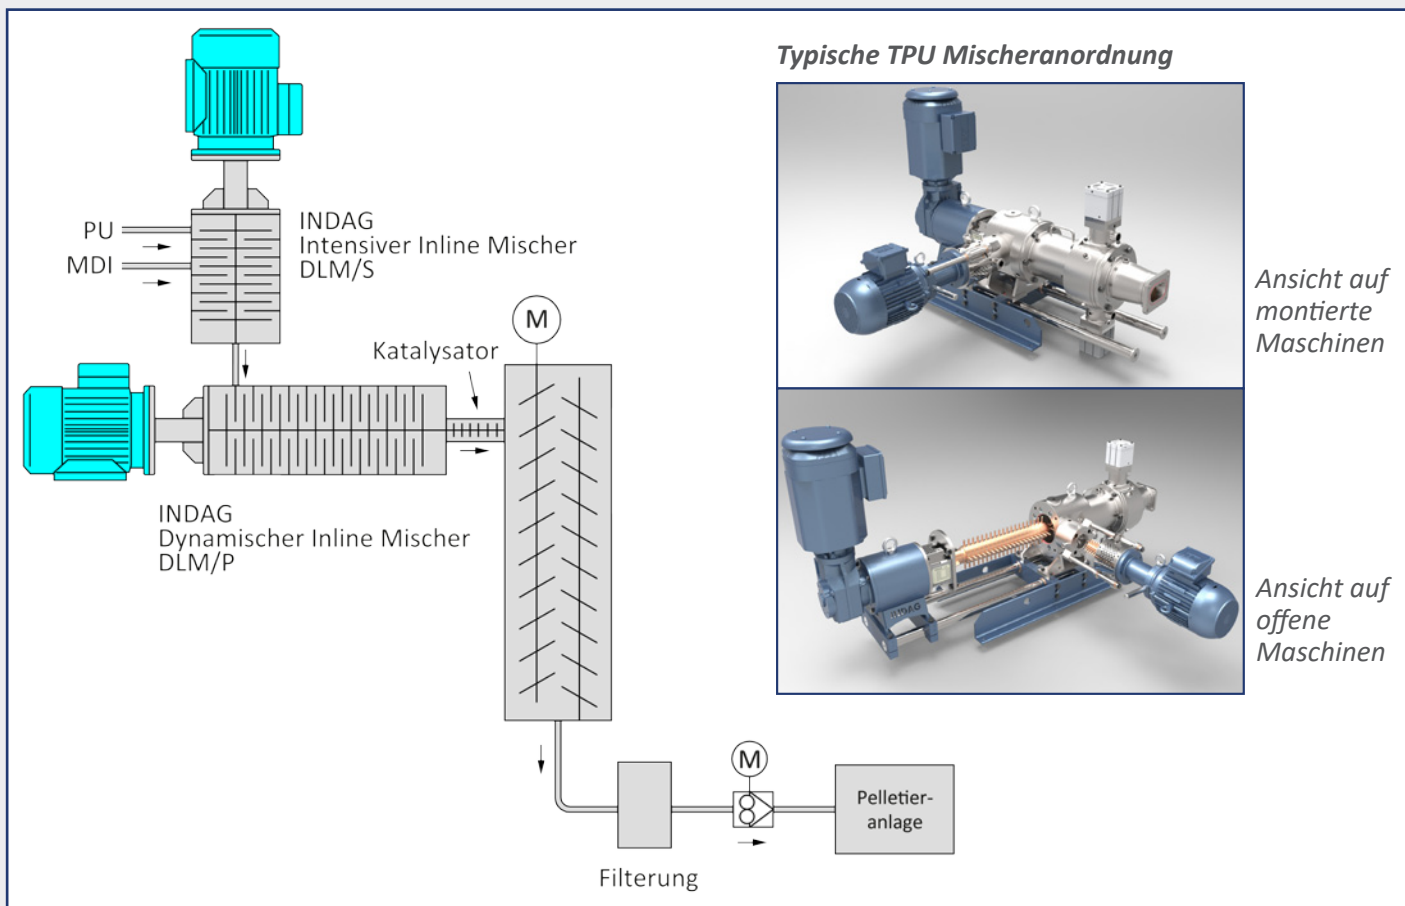 Typische TPU Mischeranordnung
PU
MDI
INDAG
Intensiver Inline Mischer
DLM/S
M
Katalysator
INDAG
Dynamischer Inline Mischer
DLM/P
Ansicht auf
montierte
Maschinen
INDAG
Ansicht auf
offene
Maschinen
M
Pelletier-
anlage
Filterung